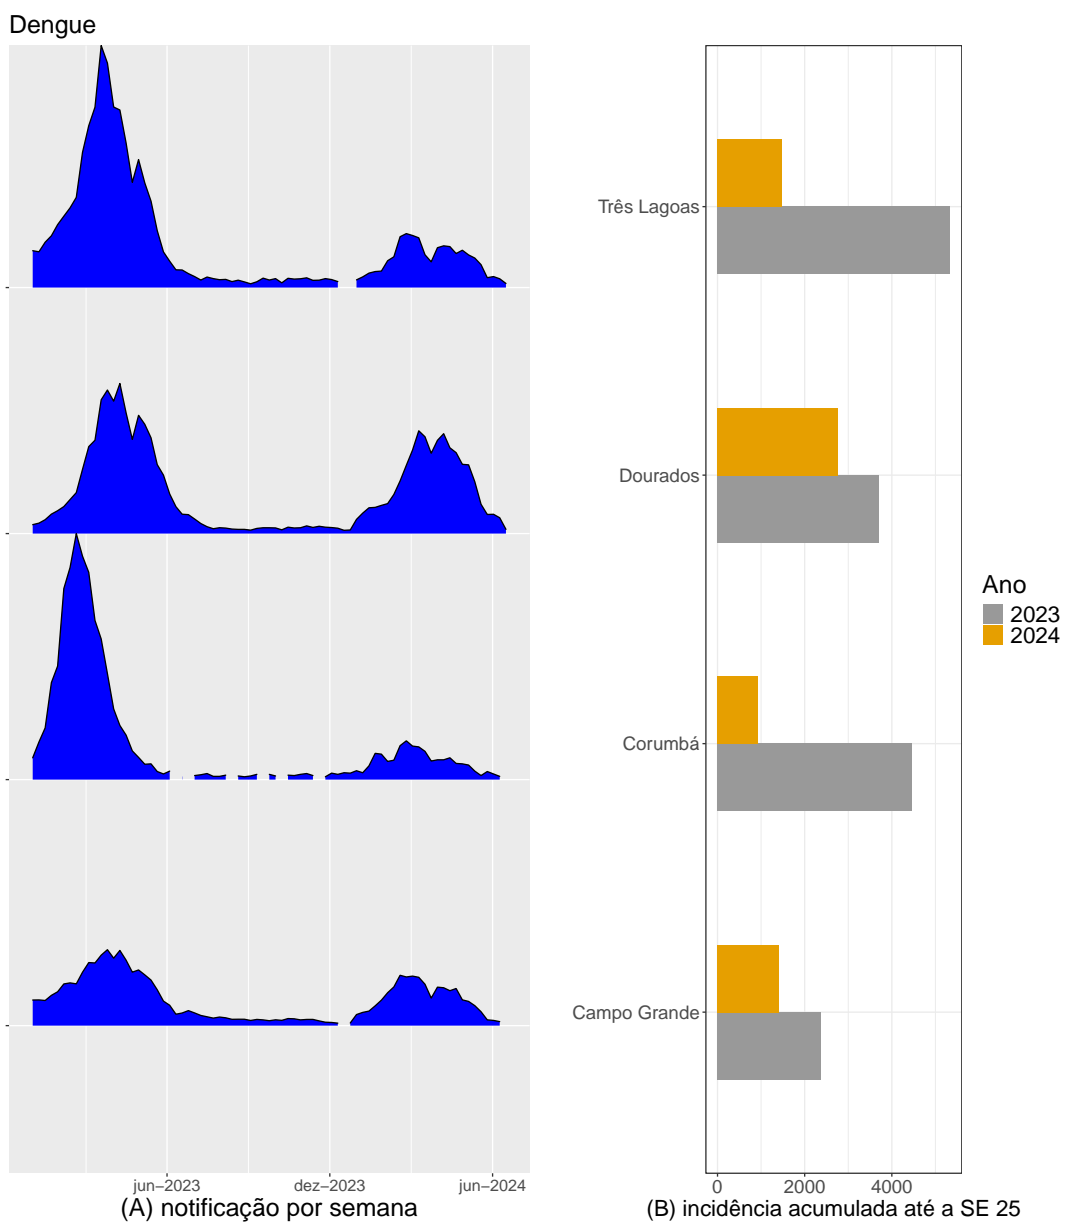 Dengue
Três Lagoas
Dourados
Corumbá
Campo Grande
Ano
2023
2024
jun–2023 dez–2023 jun–2024
(A) notificação por semana
0 2000 4000
(B) incidência acumulada até a SE 25